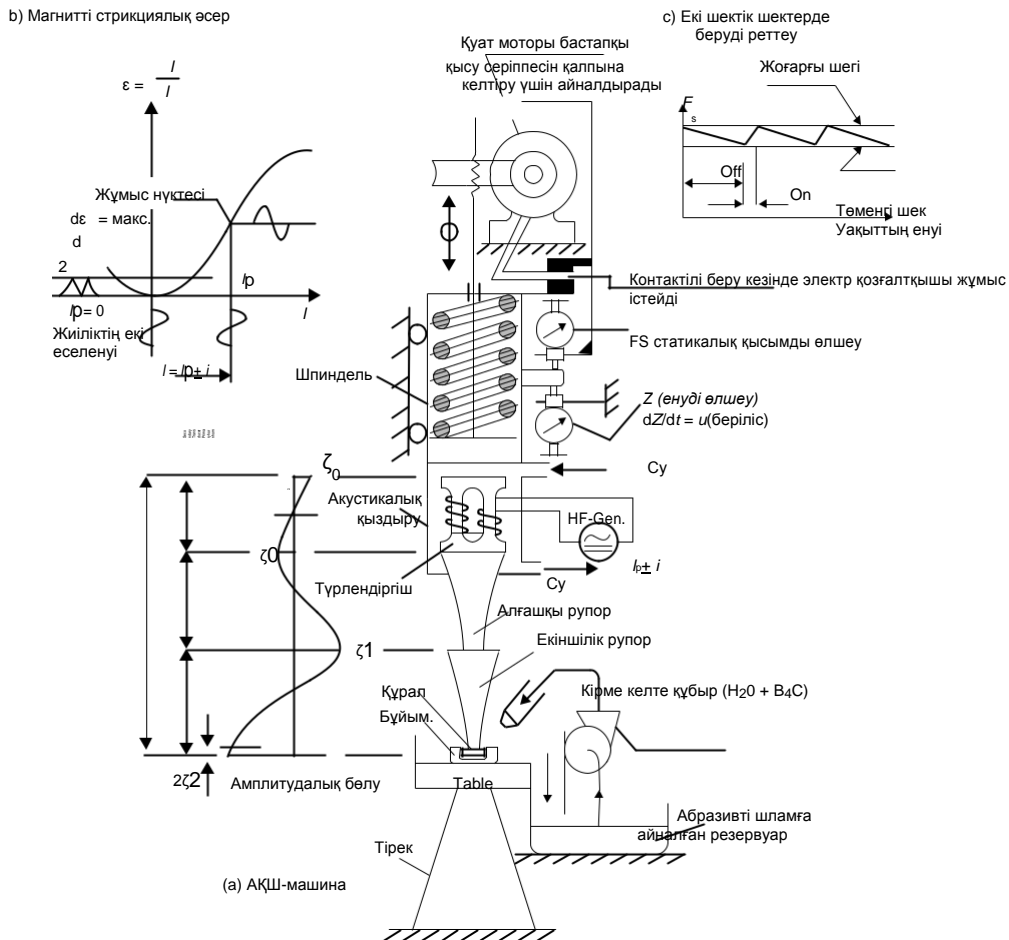 b) Магнитті стрикциялық әсер
ε = l
l
Жұмыс нүктесі
dε = макс.
d
2
lp
lp= 0
l
Жиіліктің екі
еселенуі
l = lp± i
c) Екі шектік шектерде
беруді реттеу
Жоғарғы шегі
F
s
Off
On
Төменгі шек
Уақыттың енуі
Қуат моторы бастапқы
қысу серіппесін қалпына
келтіру үшін айналдырады
Контактілі беру кезінде электр қозғалтқышы жұмыс
істейді
FS статикалық қысымды өлшеу
Шпиндель
Z (енуді өлшеу)
dZ/dt = u(беріліс)
Су
ζ0
Акустикалық
қыздыру
HF-Gen.
ζ0
Ip± i
Түрлендіргіш
Су
Алғашқы рупор
Екіншілік рупор
ζ1
Кірме келте құбыр (H20 + B4C)
Құрал
Бұйым.
2ζ2
Амплитудалық бөлу
Table
Абразивті шламға
айналған резервуар
Тірек
(а) АҚШ-машина